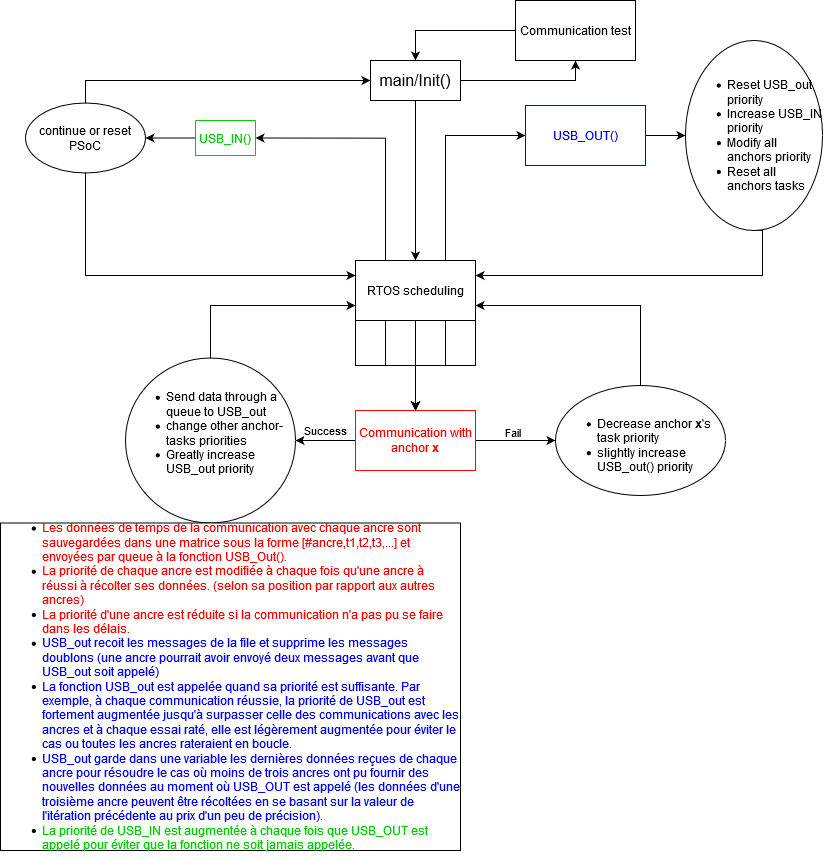 Communication test
main/Init()
continue or reset
PSoC
USB_IN()
USB_OUT()
Reset USB_out
priority
Increase USB_IN
priority
Modify all
anchors priority
Reset all
anchors tasks
RTOS scheduling
Send data through a
queue to USB_out
change other anchor-
tasks priorities
Greatly increase
USB_out priority
Success
Communication with
anchor x
Fail
Decrease anchor x's
task priority
slightly increase
USB_out() priority
Les données de temps de la communication avec chaque ancre sont
sauvegardées dans une matrice sous la forme [#ancre,t1,t2,t3,...] et
envoyées par queue à la fonction USB_Out().
La priorité de chaque ancre est modifiée à chaque fois qu'une ancre à
réussi à récolter ses données. (selon sa position par rapport aux autres
ancres)
La priorité d'une ancre est réduite si la communication n'a pas pu se faire
dans les délais.
USB_out recoit les messages de la file et supprime les messages
doublons (une ancre pourrait avoir envoyé deux messages avant que
USB_out soit appelé)
La fonction USB_out est appelée quand sa priorité est suffisante. Par
exemple, à chaque communication réussie, la priorité de USB_out est
fortement augmentée jusqu'à surpasser celle des communications avec les
ancres et à chaque essai raté, elle est légèrement augmentée pour éviter le
cas ou toutes les ancres rateraient en boucle.
USB_out garde dans une variable les dernières données reçues de chaque
ancre pour résoudre le cas où moins de trois ancres ont pu fournir des
nouvelles données au moment où USB_OUT est appelé (les données d'une
troisième ancre peuvent être récoltées en se basant sur la valeur de
l'itération précédente au prix d'un peu de précision).
La priorité de USB_IN est augmentée à chaque fois que USB_OUT est
appelé pour éviter que la fonction ne soit jamais appelée.